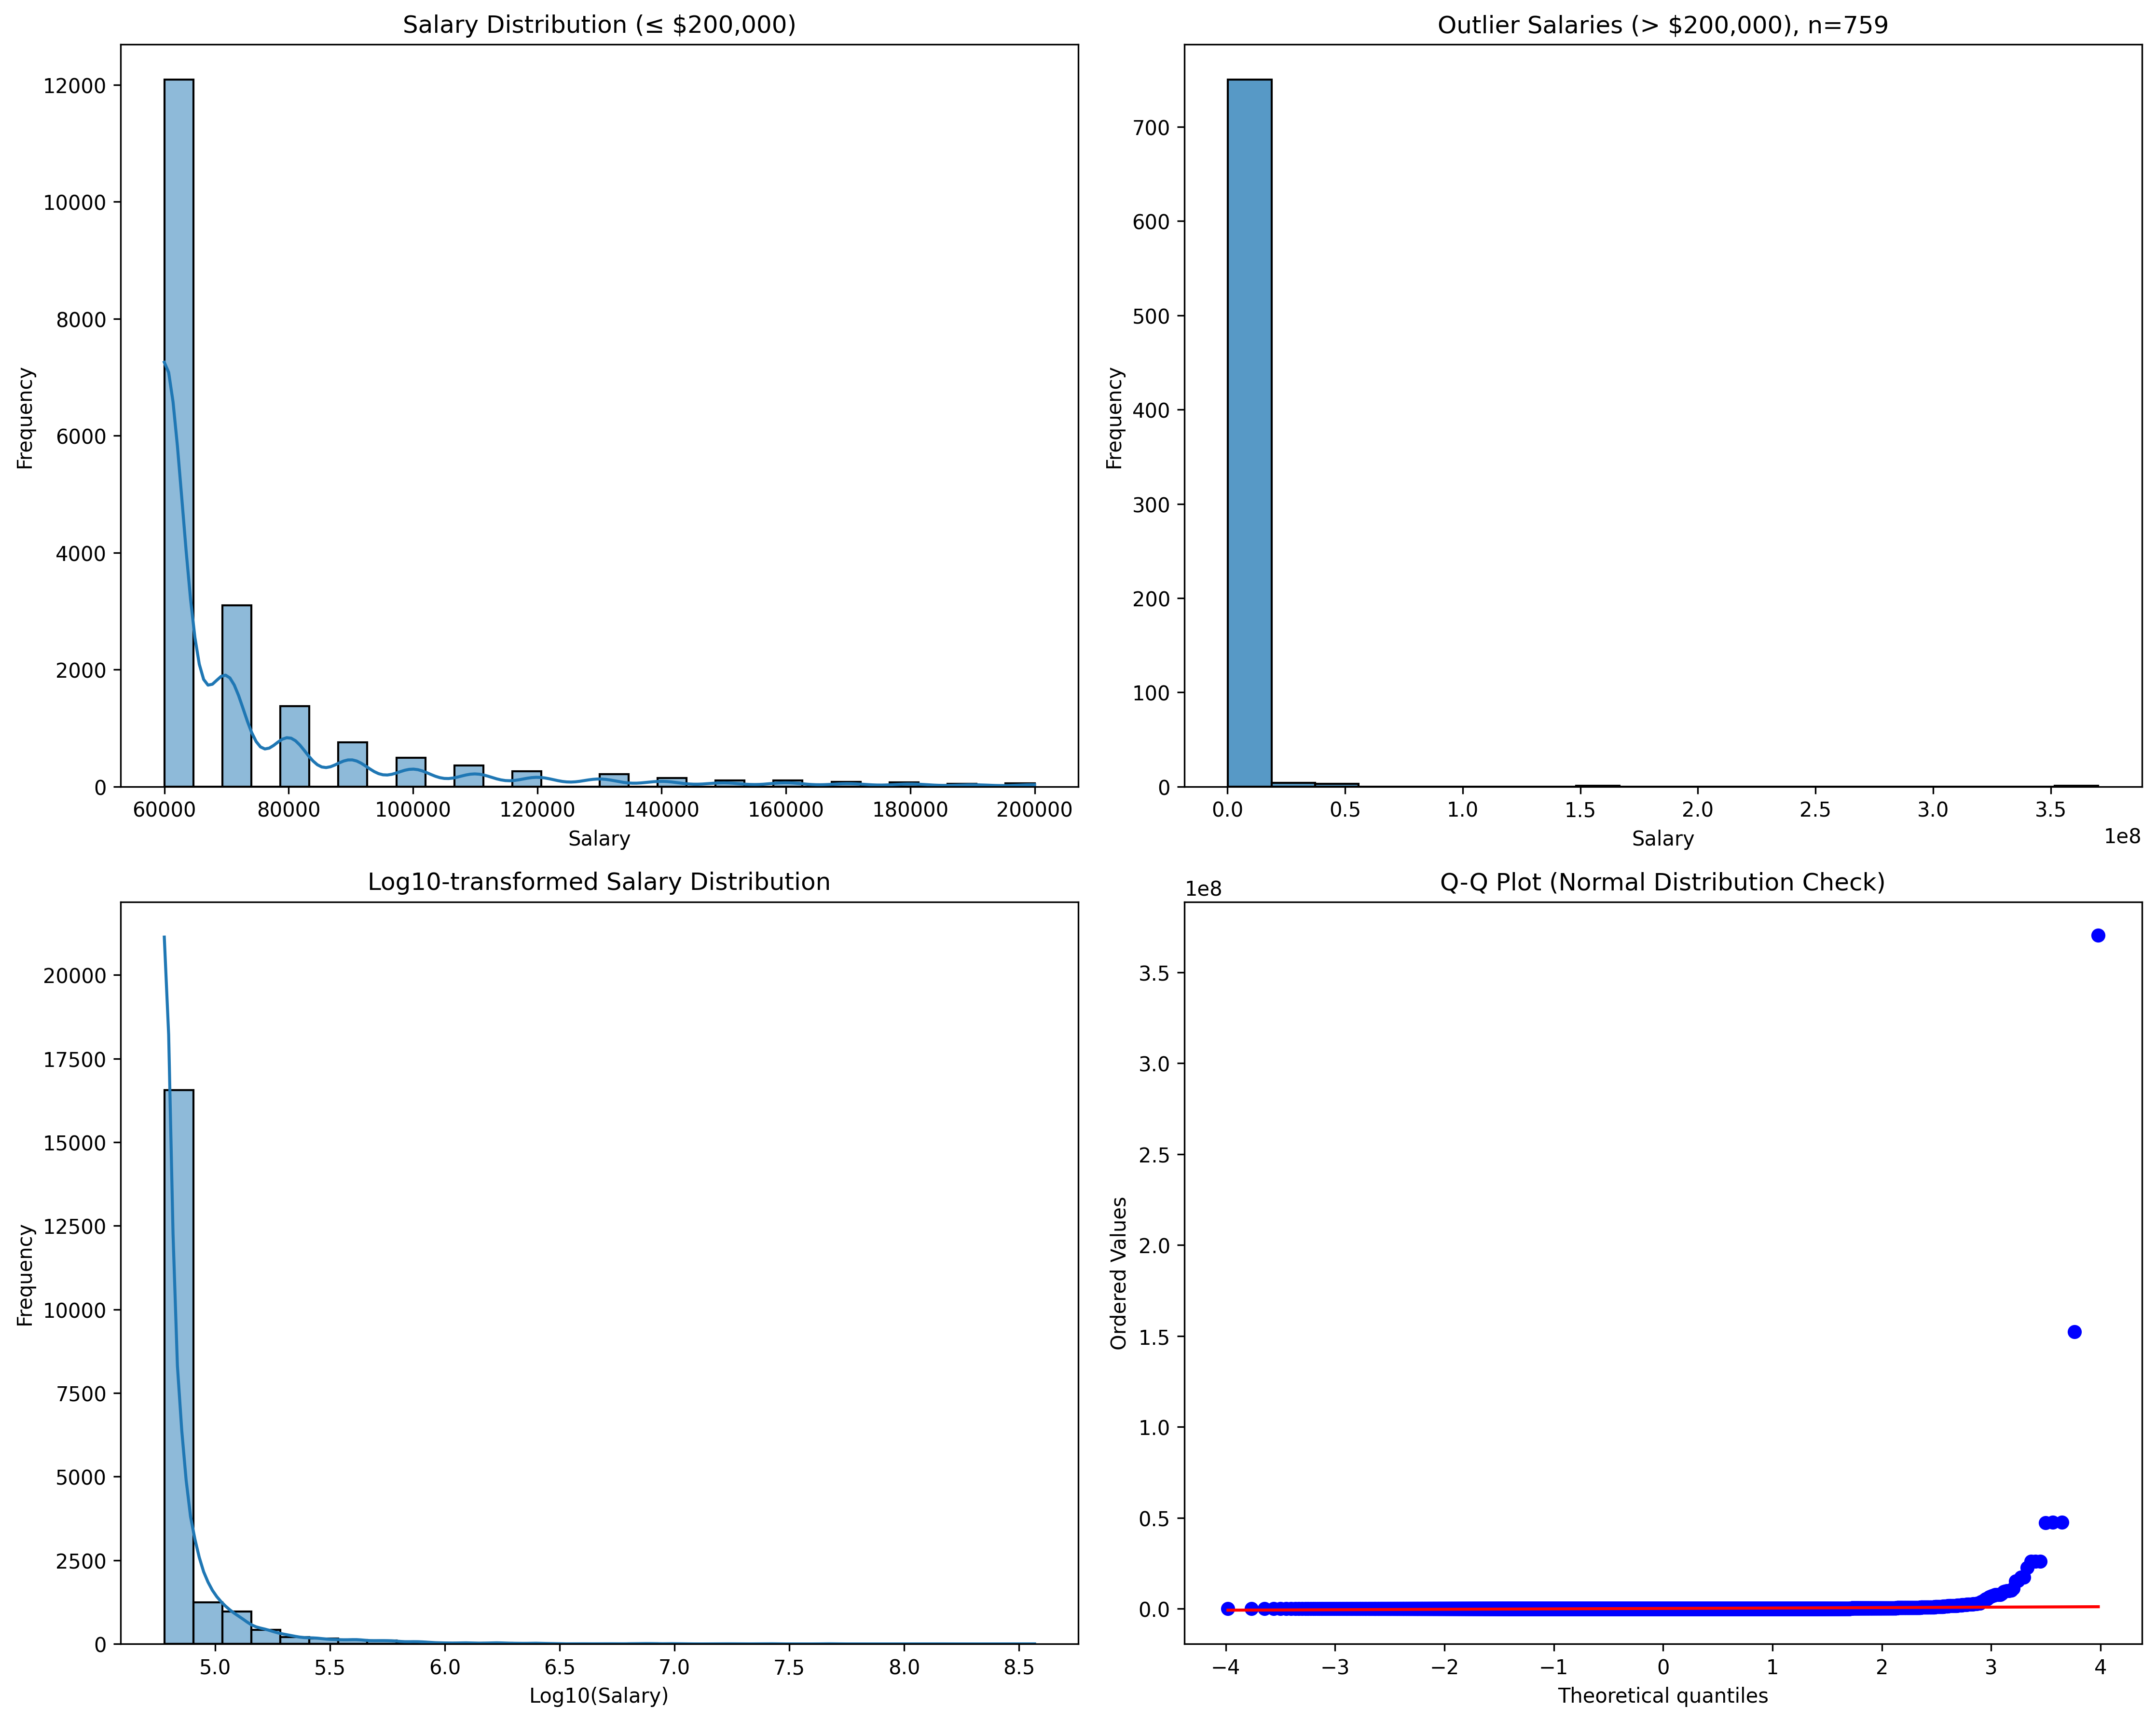 Salary Distribution (≤ $200,000)
12000
10000
8000
6000
4000
2000
0
Frequency
60000 80000 100000 120000 140000 160000 180000 200000
Salary
Outlier Salaries (> $200,000), n=759
700
600
500
400
300
200
100
0
Frequency
0.0 0.5 1.0 1.5 2.0 2.5 3.0 3.5
1e8
Salary
Log10-transformed Salary Distribution
20000
17500
15000
12500
10000
7500
5000
2500
0
Frequency
5.0 5.5 6.0 6.5 7.0 7.5 8.0 8.5
Log10(Salary)
Q-Q Plot (Normal Distribution Check)
1e8
3.5
3.0
2.5
2.0
1.5
1.0
0.5
0.0
Ordered Values
−4 −3 −2 −1 0 1 2 3 4
Theoretical quantiles